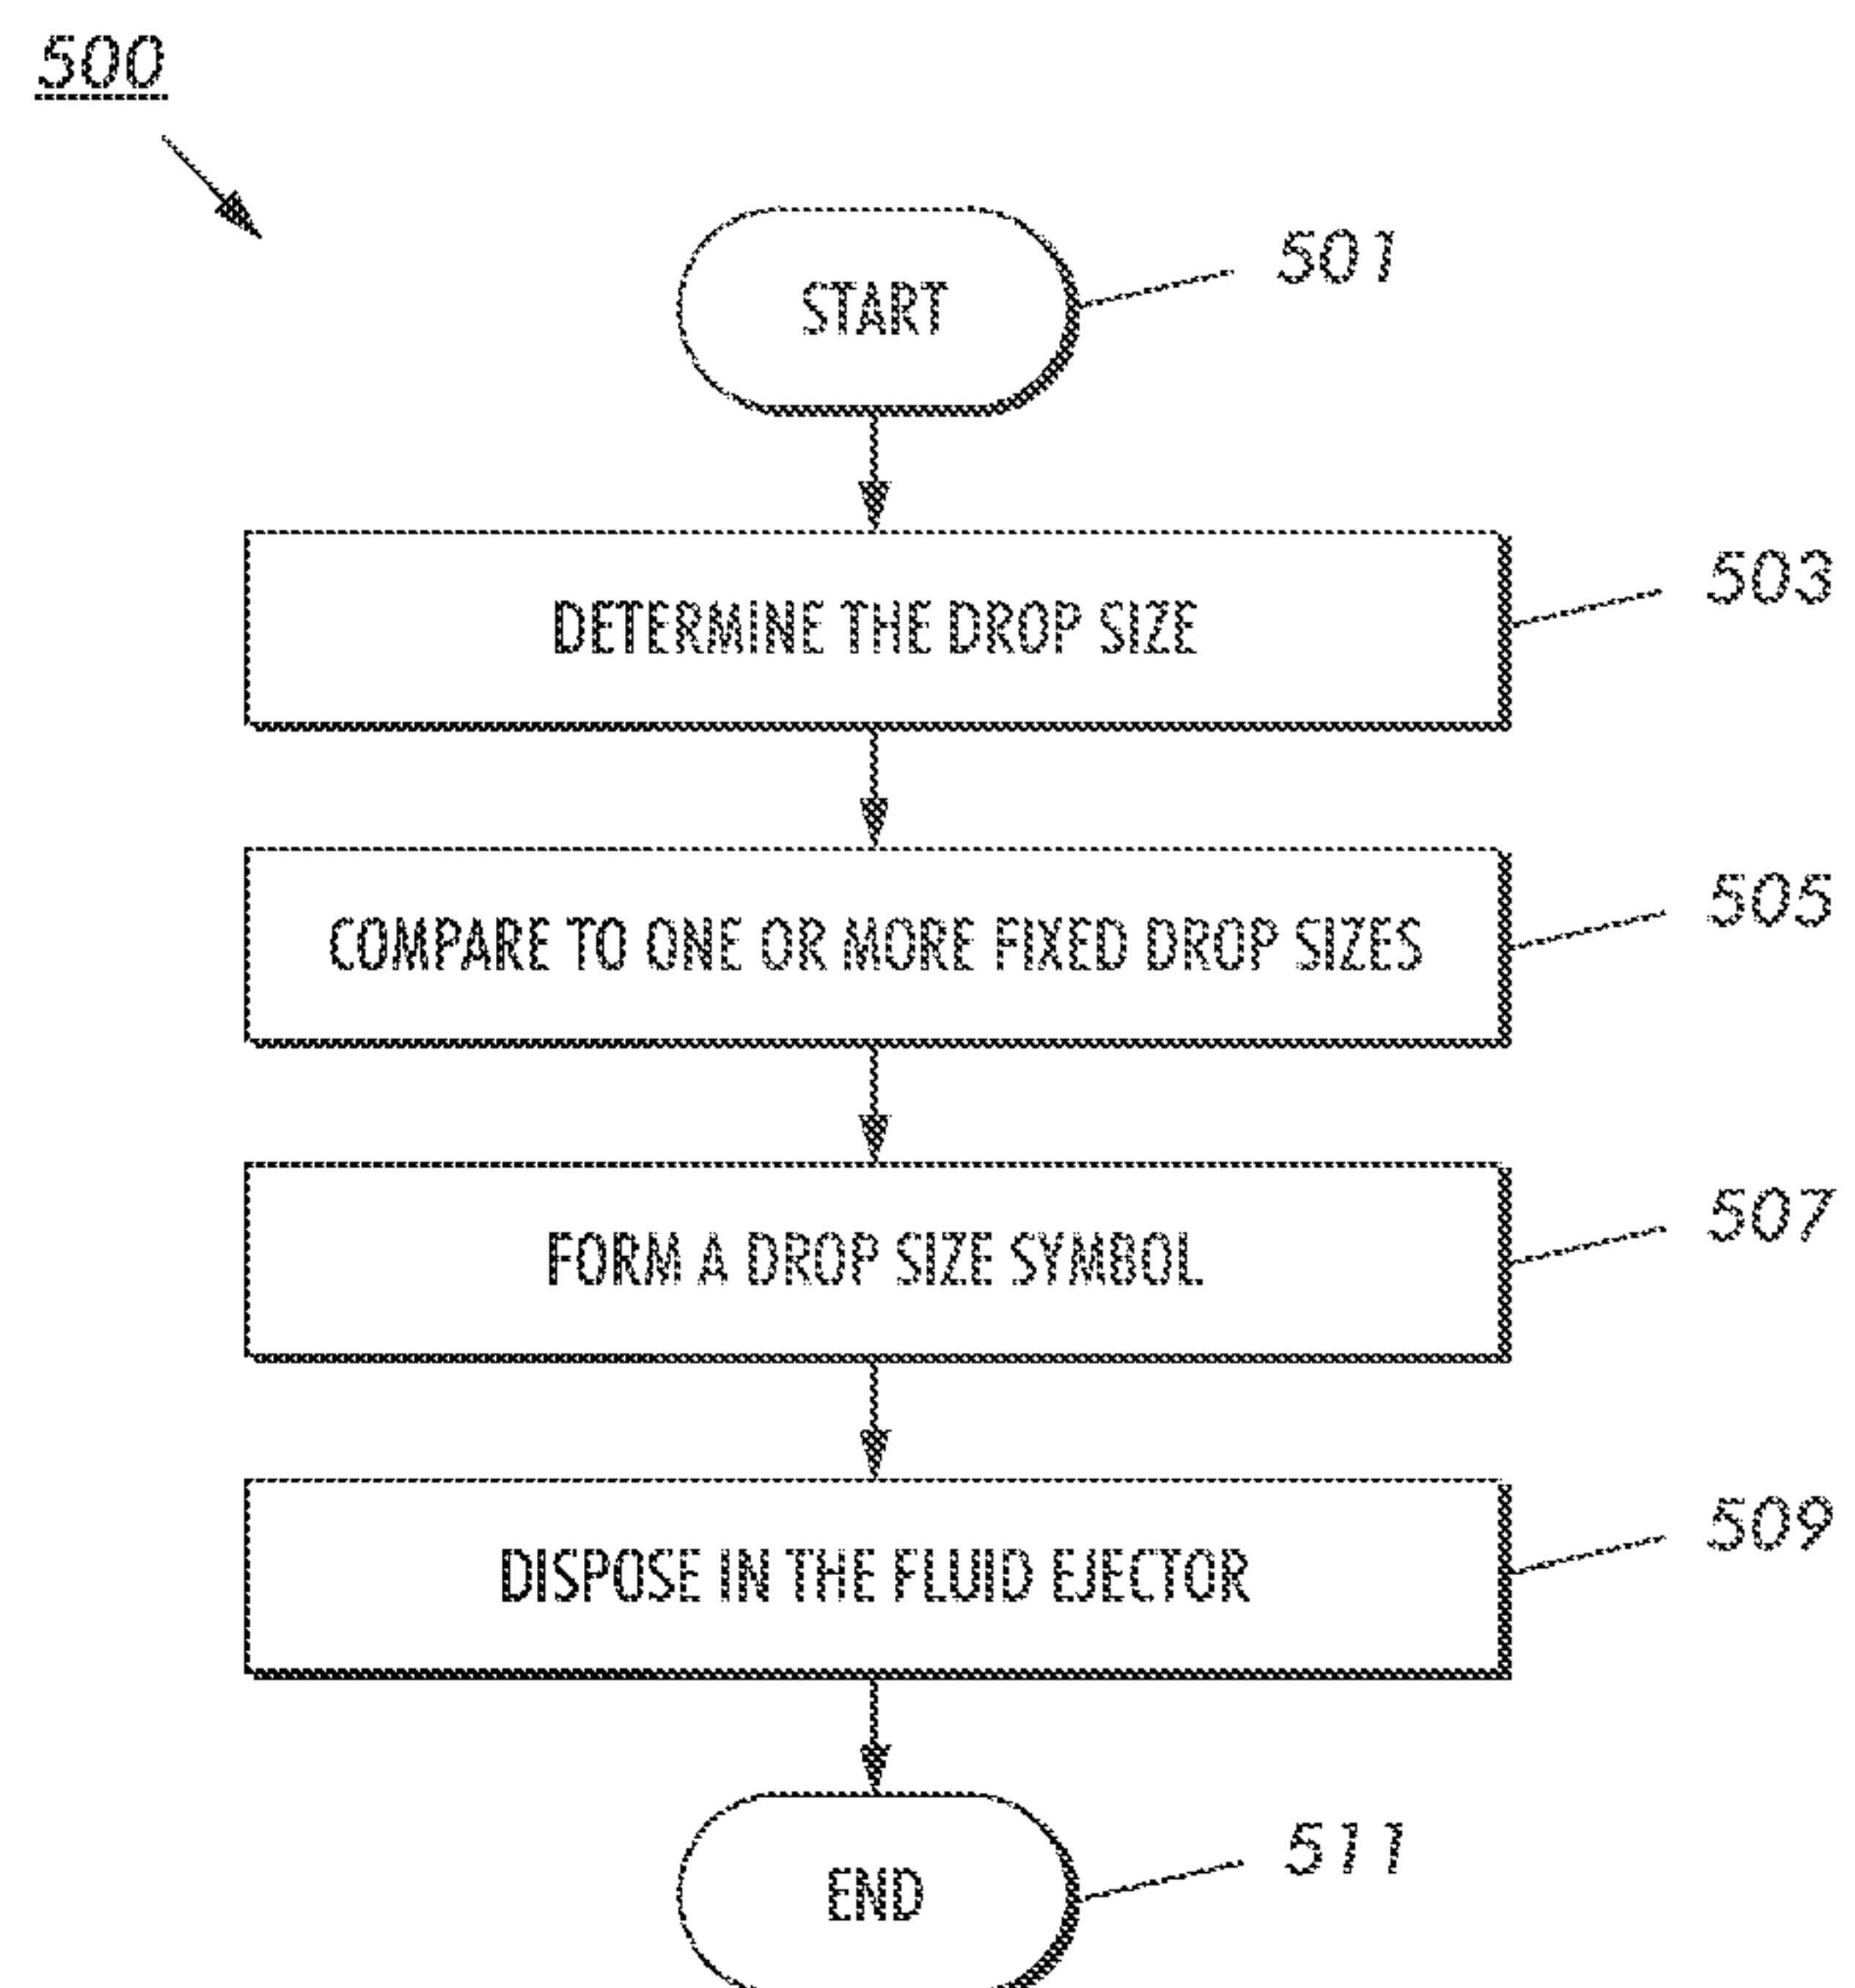 500
START
501
DETERMINE THE DROP SIZE
503
COMPARE TO ONE OR MORE FIXED DROP SIZES
505
FORM A DROP SIZE SYMBOL
507
DISPOSE IN THE FLUID EJECTOR
509
END
511